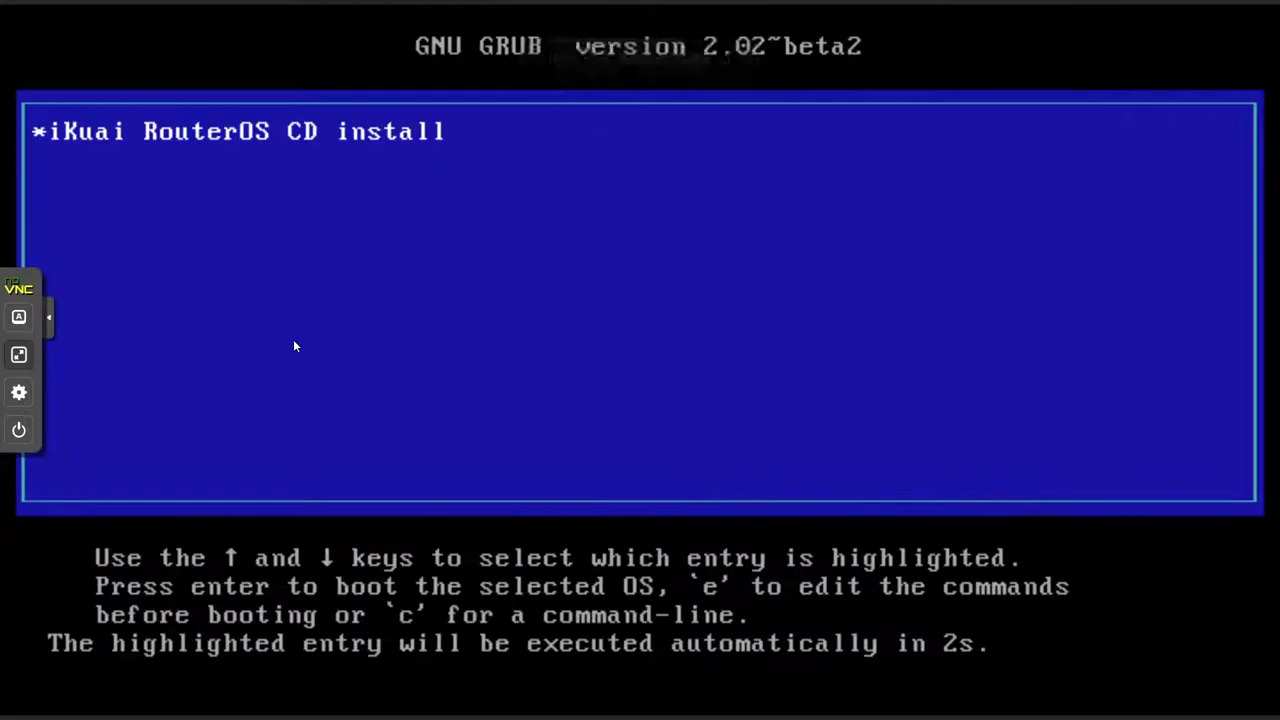 GNU GRUB version 2.02~beta2
*iKuai RouterOS CD install
no
VNC
A
Use the ↑ and ↓ keys to select which entry is highlighted.
Press enter to boot the selected OS, `e' to edit the commands
before booting or `c' for a command-line.
The highlighted entry will be executed automatically in 2s.